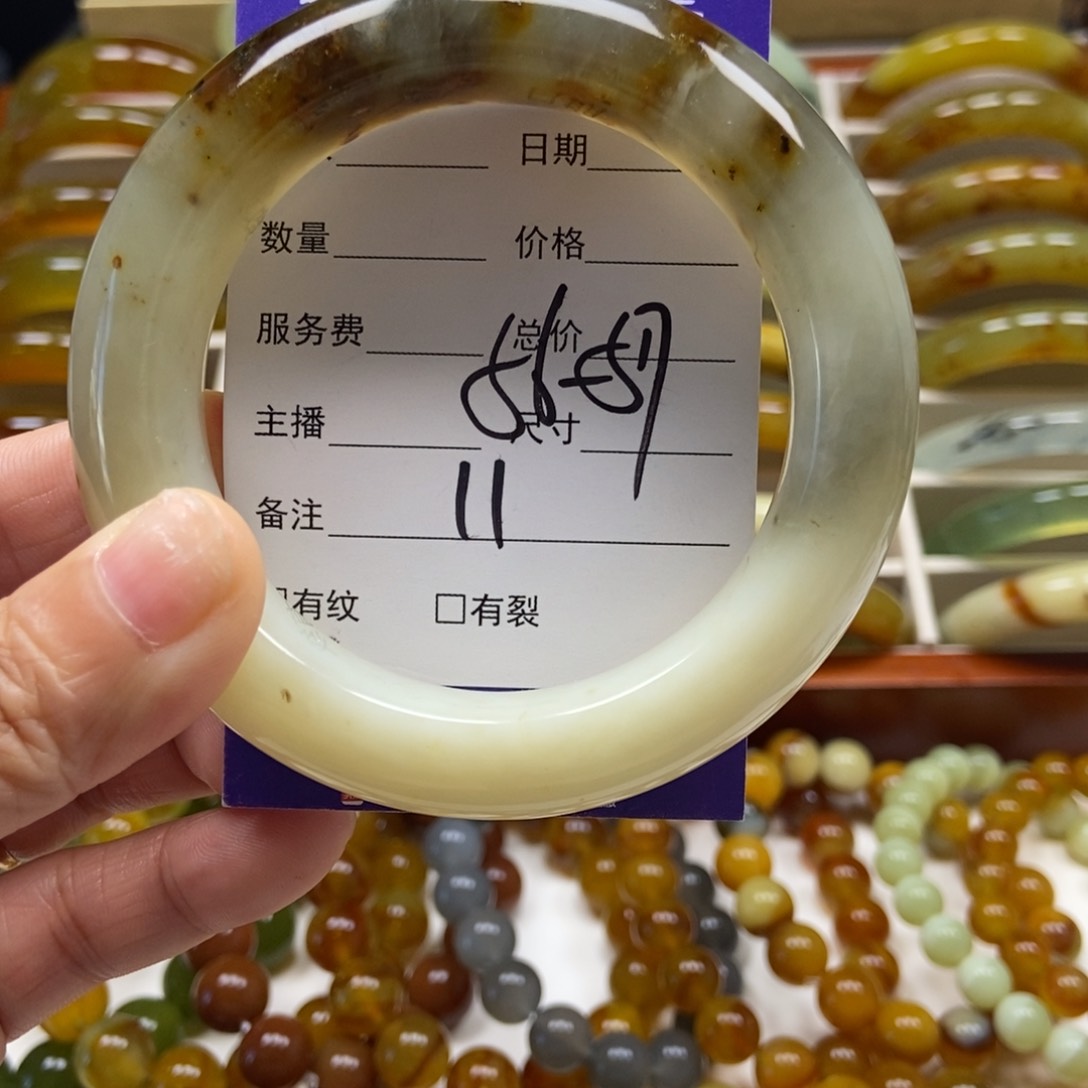 日期
数量 价格
服务费 总价
主播 尺寸
备注 11
有纹 □有裂